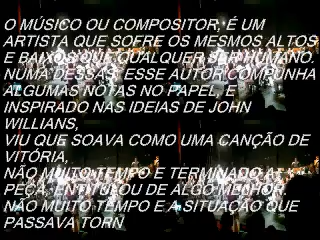 O MÚSICO OU COMPOSITOR, É UM
ARTISTA QUE SOFRE OS MESMOS ALTOS
E BAIXOS QUE QUALQUER SER HUMANO.
NUMA DESSAS, ESSE AUTOR COMPUNHA
ALGUMAS NOTAS NO PAPEL, E
INSPIRADO NAS IDEIAS DE JOHN
WILLIANS,
VIU QUE SOAVA COMO UMA CANÇÃO DE
VITÓRIA,
NÃO MUITO TEMPO E TERMINADO A
PEÇA, ENTITULOU DE ALGO MELHOR.
NÃO MUITO TEMPO E A SITUAÇÃO QUE
PASSAVA TORN